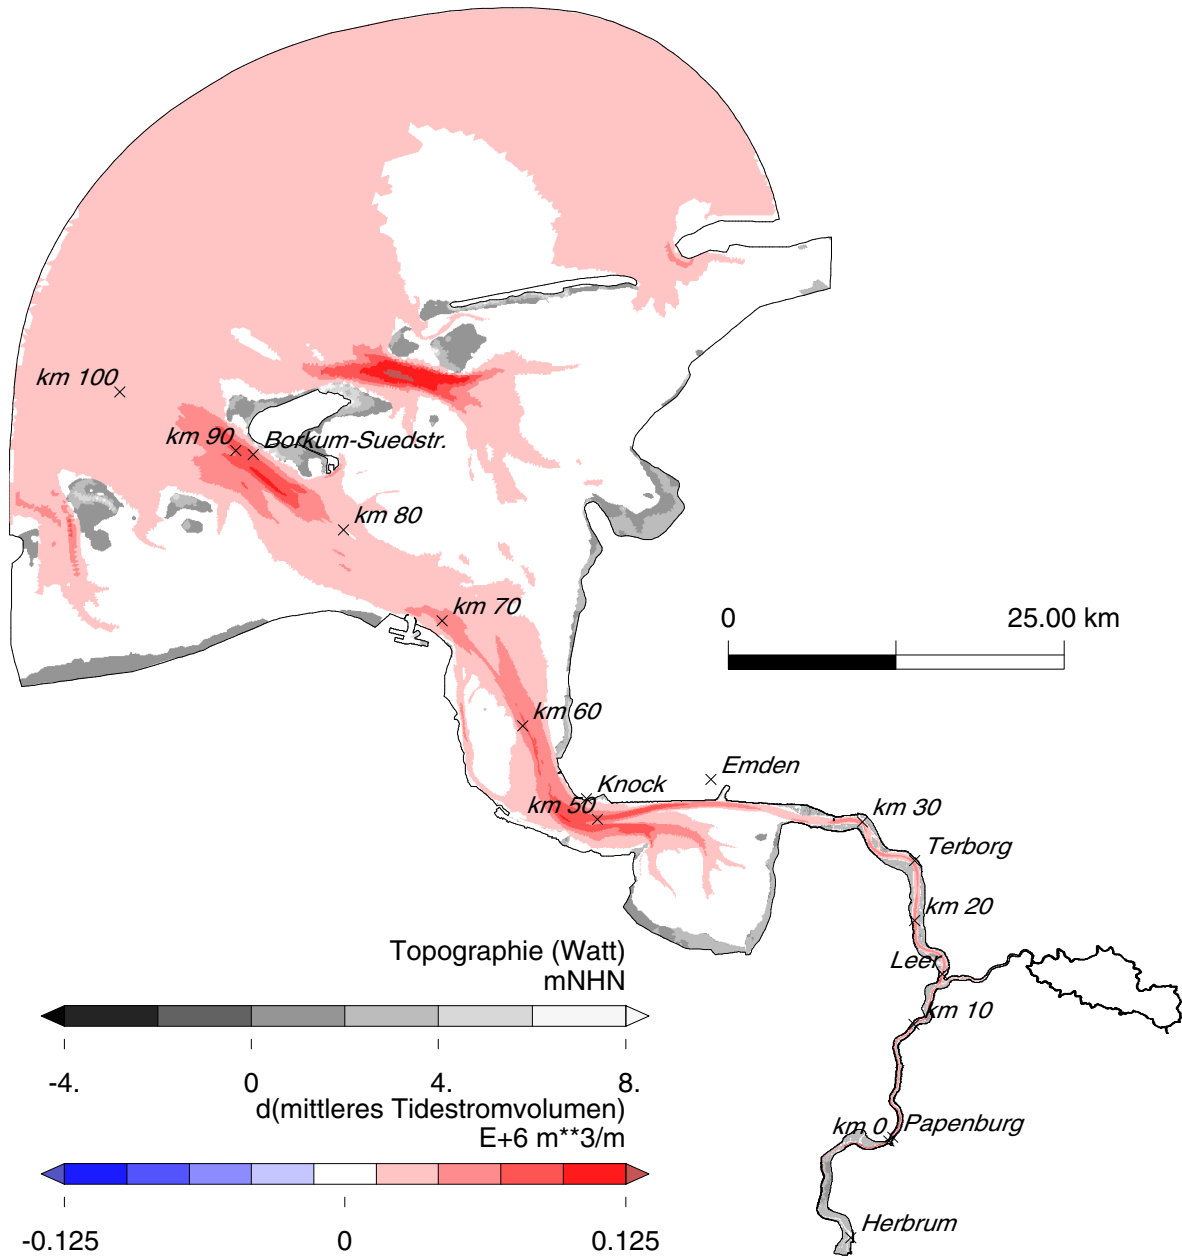 km 100
km 90
Borkum-Suedstr.
km 80
km 70
0 25.00 km
km 60
Emden
Knock
km 50
km 30
Terborg
km 20
Leer
km 10
Topographie (Watt)
mNHN
-4. 0 4. 8.
d(mittleres Tidestromvolumen)
E+6 m**3/m
-0.125 0 0.125
km 0
Papenburg
Herbrum